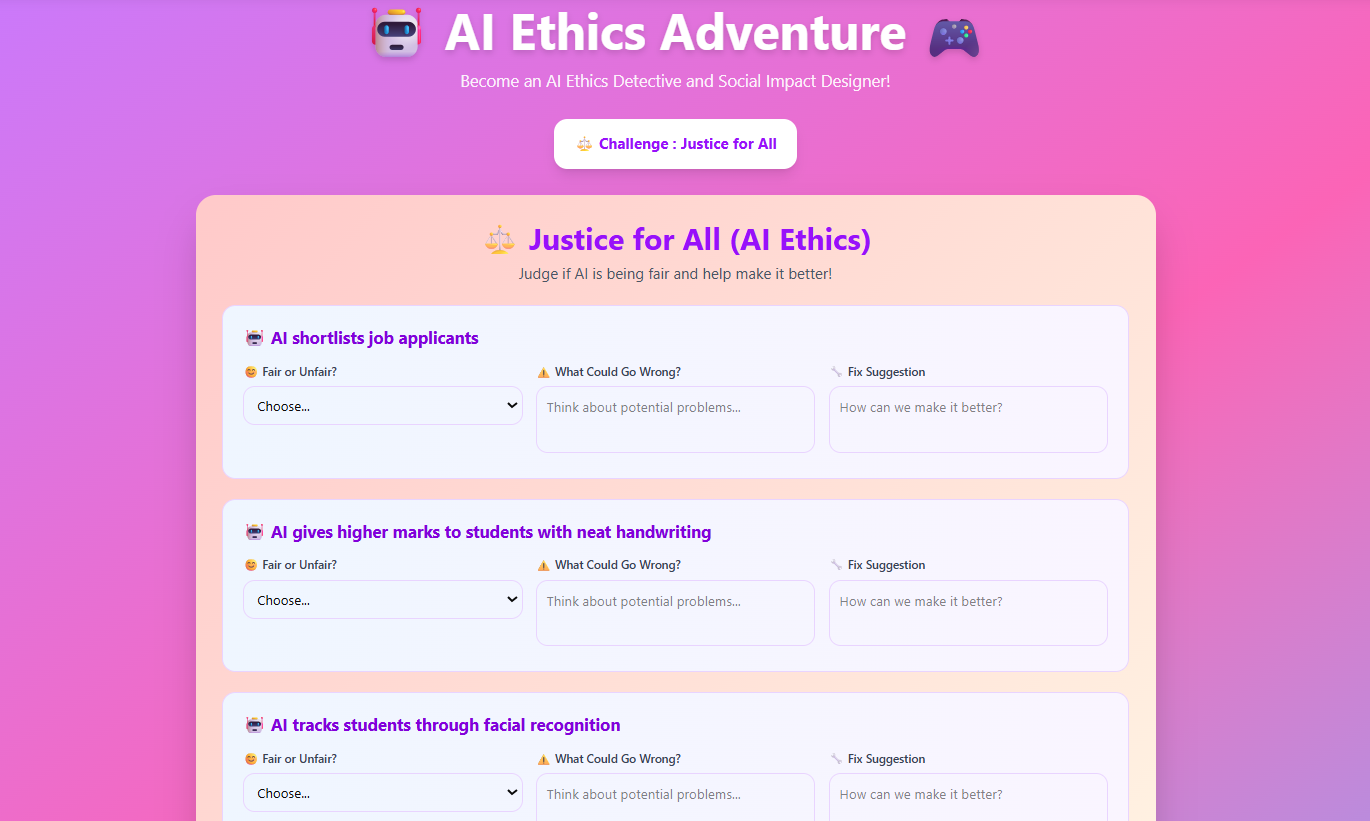 AI Ethics Adventure
Become an AI Ethics Detective and Social Impact Designer!
Challenge : Justice for All
Justice for All (AI Ethics)
Judge if AI is being fair and help make it better!
AI shortlists job applicants
Fair or Unfair? What Could Go Wrong? Fix Suggestion
Choose... Think about potential problems... How can we make it better?
AI gives higher marks to students with neat handwriting
Fair or Unfair? What Could Go Wrong? Fix Suggestion
Choose... Think about potential problems... How can we make it better?
AI tracks students through facial recognition
Fair or Unfair? What Could Go Wrong? Fix Suggestion
Choose... Think about potential problems... How can we make it better?